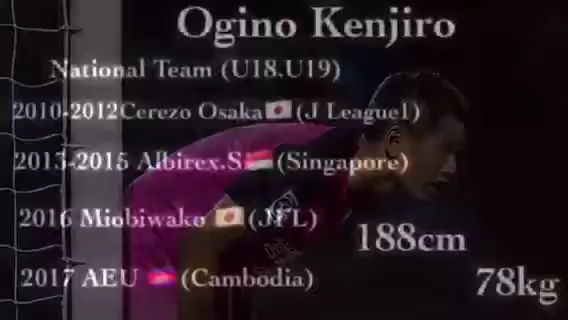 Ogino Kenjiro
National Team (U18.U19)
2010-2012Cerezo Osaka🇯🇵(J League1)
2013-2015 Albirex.S🇸🇬(Singapore)
2016 Miobiwako 🇯🇵(JFL)
188cm
2017 AEU 🇰🇭(Cambodia)
78kg